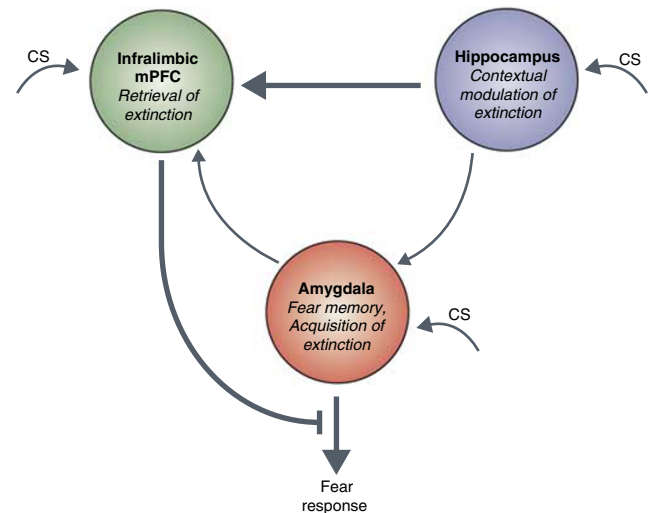 CS
Infralimbic
mPFC
Retrieval of
extinction
Hippocampus
Contextual
modulation of
extinction
CS
Amygdala
Fear memory,
Acquisition of
extinction
CS
Fear
response